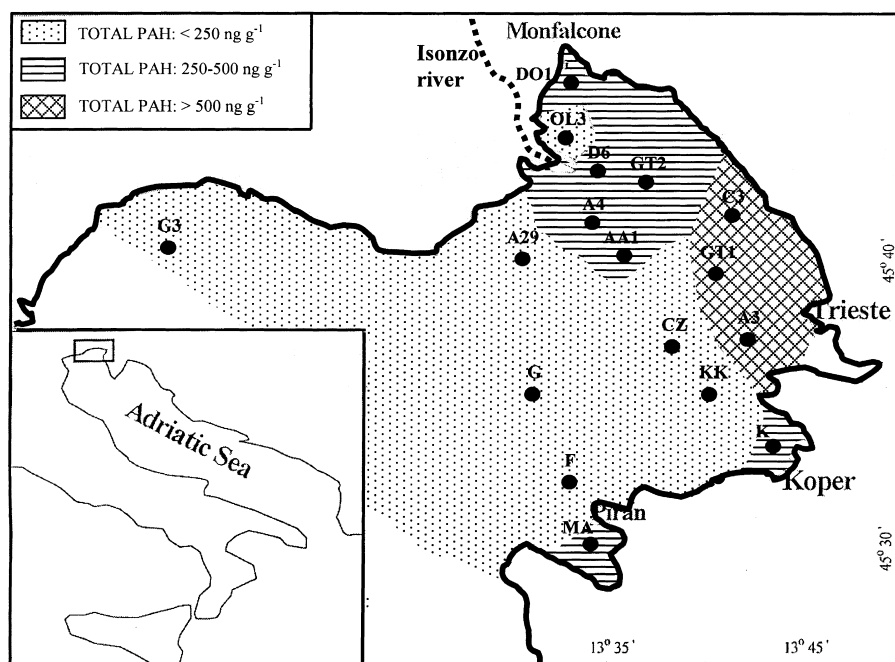 TOTAL PAH: < 250 ng g⁻¹
TOTAL PAH: 250-500 ng g⁻¹
TOTAL PAH: > 500 ng g⁻¹
Monfalcone
Isonzo
river
DO1
OL3
D6
GT2
C3
A4
G3
A29
AA1
GT1
45° 40'
Trieste
CZ
A3
G
KK
K
Koper
F
Piran
MA
45° 30'
Adriatic Sea
13° 35'
13° 45'